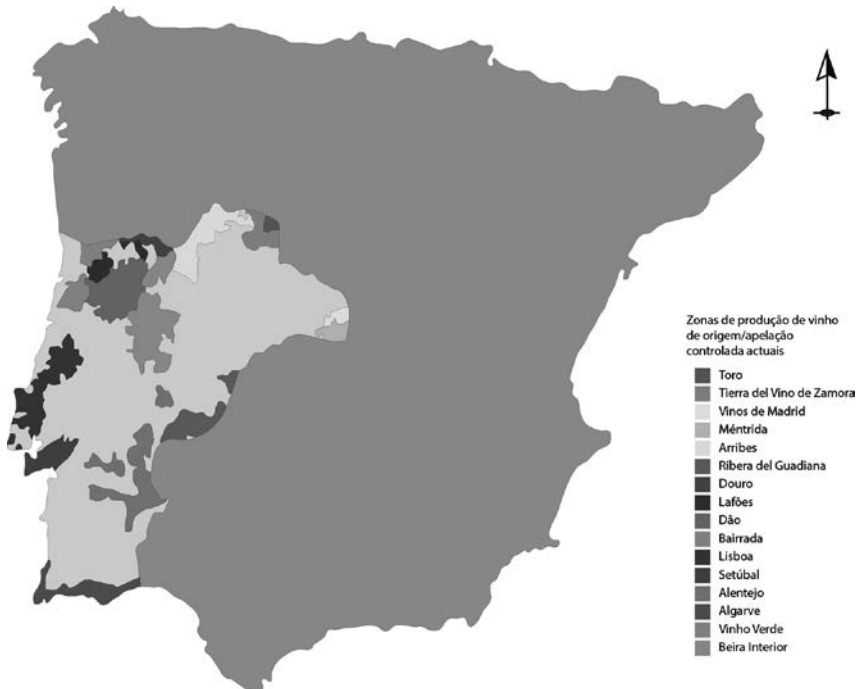 Zonas de produção de vinho
de origem/apelação
controlada actuais
Toro
Tierra del Vino de Zamora
Vinos de Madrid
Méntrida
Arribes
Ribera del Guadiana
Douro
Lafões
Dão
Bairrada
Lisboa
Setúbal
Alentejo
Algarve
Vinho Verde
Beira Interior